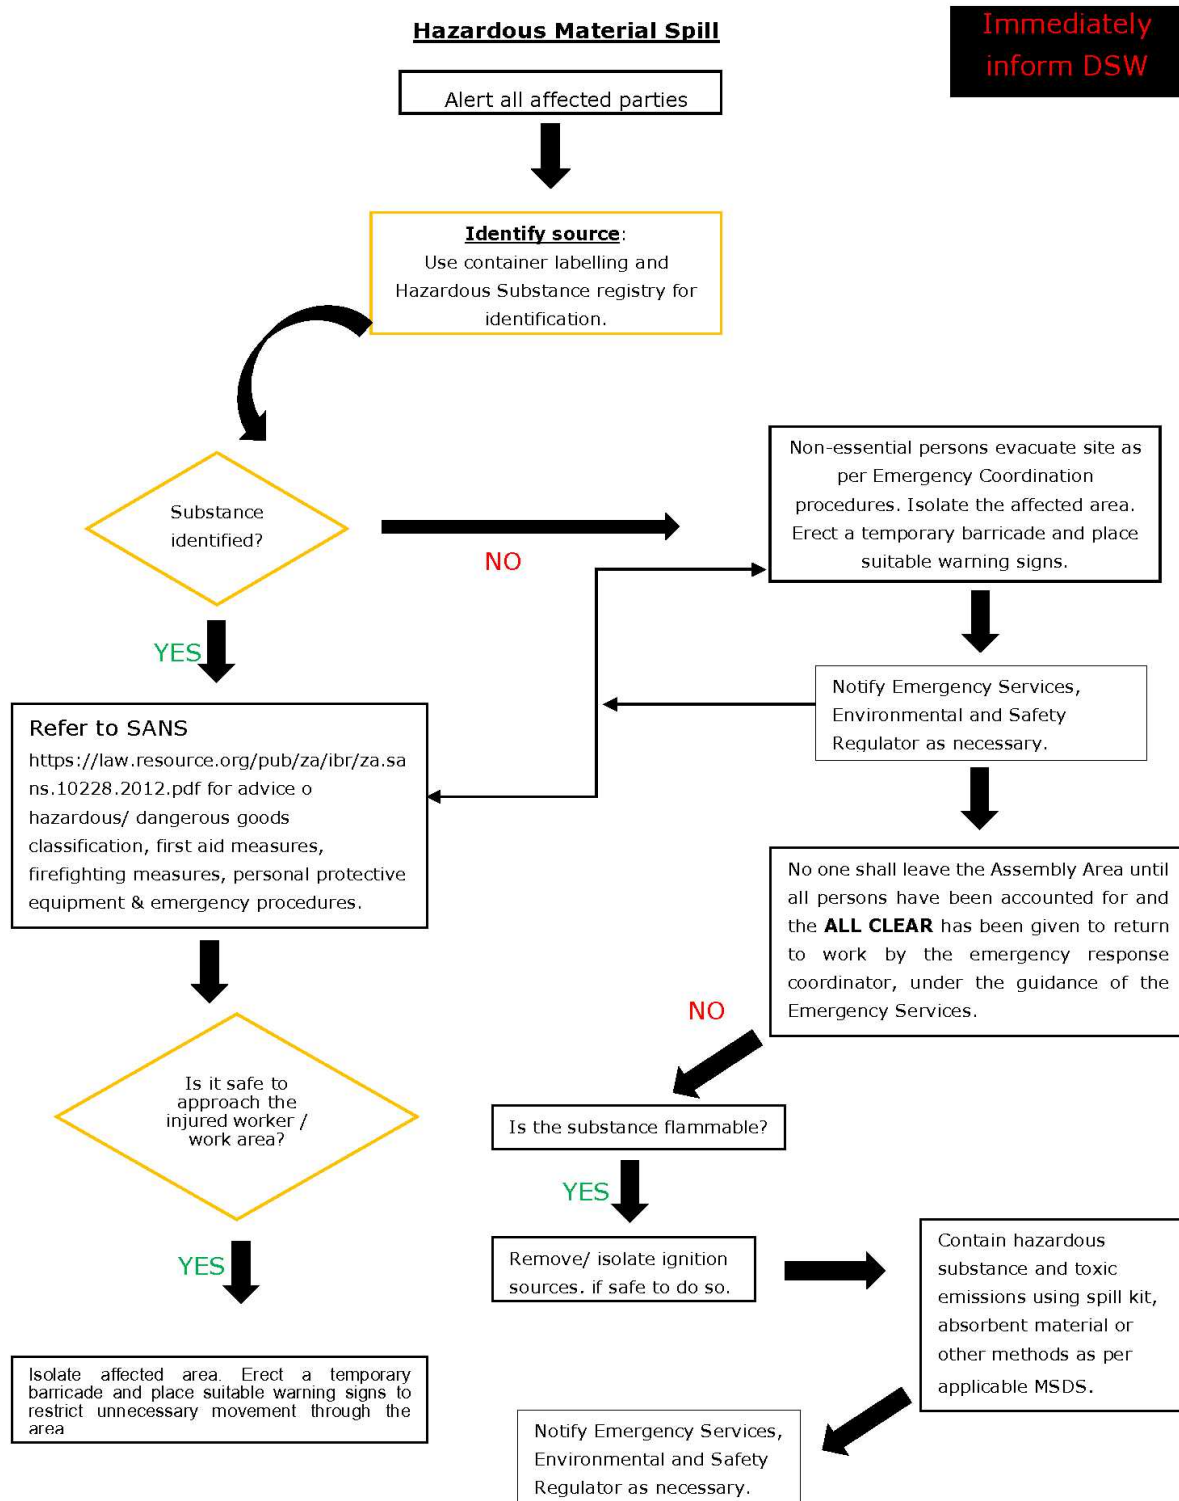 Hazardous Material Spill
Immediately
inform DSW
Alert all affected parties
Identify source:
Use container labelling and
Hazardous Substance registry for
identification.
Substance
identified?
NO
Non-essential persons evacuate site as
per Emergency Coordination
procedures. Isolate the affected area.
Erect a temporary barricade and place
suitable warning signs.
YES
Notify Emergency Services,
Environmental and Safety
Regulator as necessary.
Refer to SANS
https://law.resource.org/pub/za/ibr/za.sa
ns.10228.2012.pdf for advice o
hazardous/ dangerous goods
classification, first aid measures,
firefighting measures, personal protective
equipment & emergency procedures.
No one shall leave the Assembly Area until
all persons have been accounted for and
the ALL CLEAR has been given to return
to work by the emergency response
coordinator, under the guidance of the
Emergency Services.
NO
Is it safe to
approach the
injured worker /
work area?
Is the substance flammable?
YES
YES
Remove/ isolate ignition
sources. if safe to do so.
Contain hazardous
substance and toxic
emissions using spill kit,
absorbent material or
other methods as per
applicable MSDS.
Isolate affected area. Erect a temporary
barricade and place suitable warning signs to
restrict unnecessary movement through the
area
Notify Emergency Services,
Environmental and Safety
Regulator as necessary.